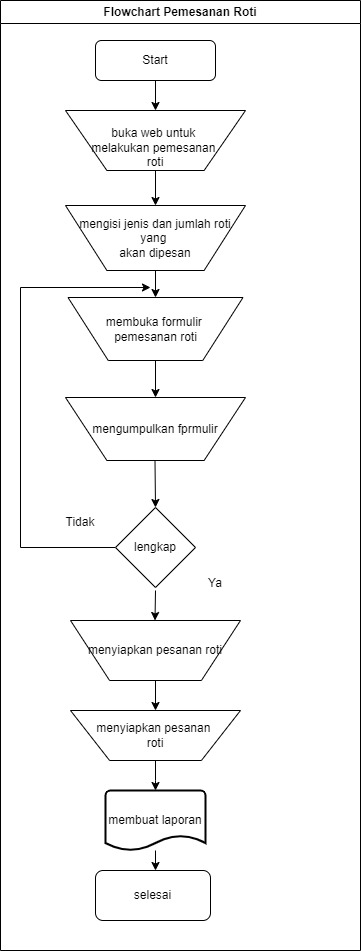 Flowchart Pemesanan Roti
Start
buka web untuk
melakukan pemesanan
roti
mengisi jenis dan jumlah roti
yang
akan dipesan
membuka formulir
pemesanan roti
mengumpulkan fprmulir
Tidak
lengkap
Ya
menyiapkan pesanan roti
menyiapkan pesanan
roti
membuat laporan
selesai